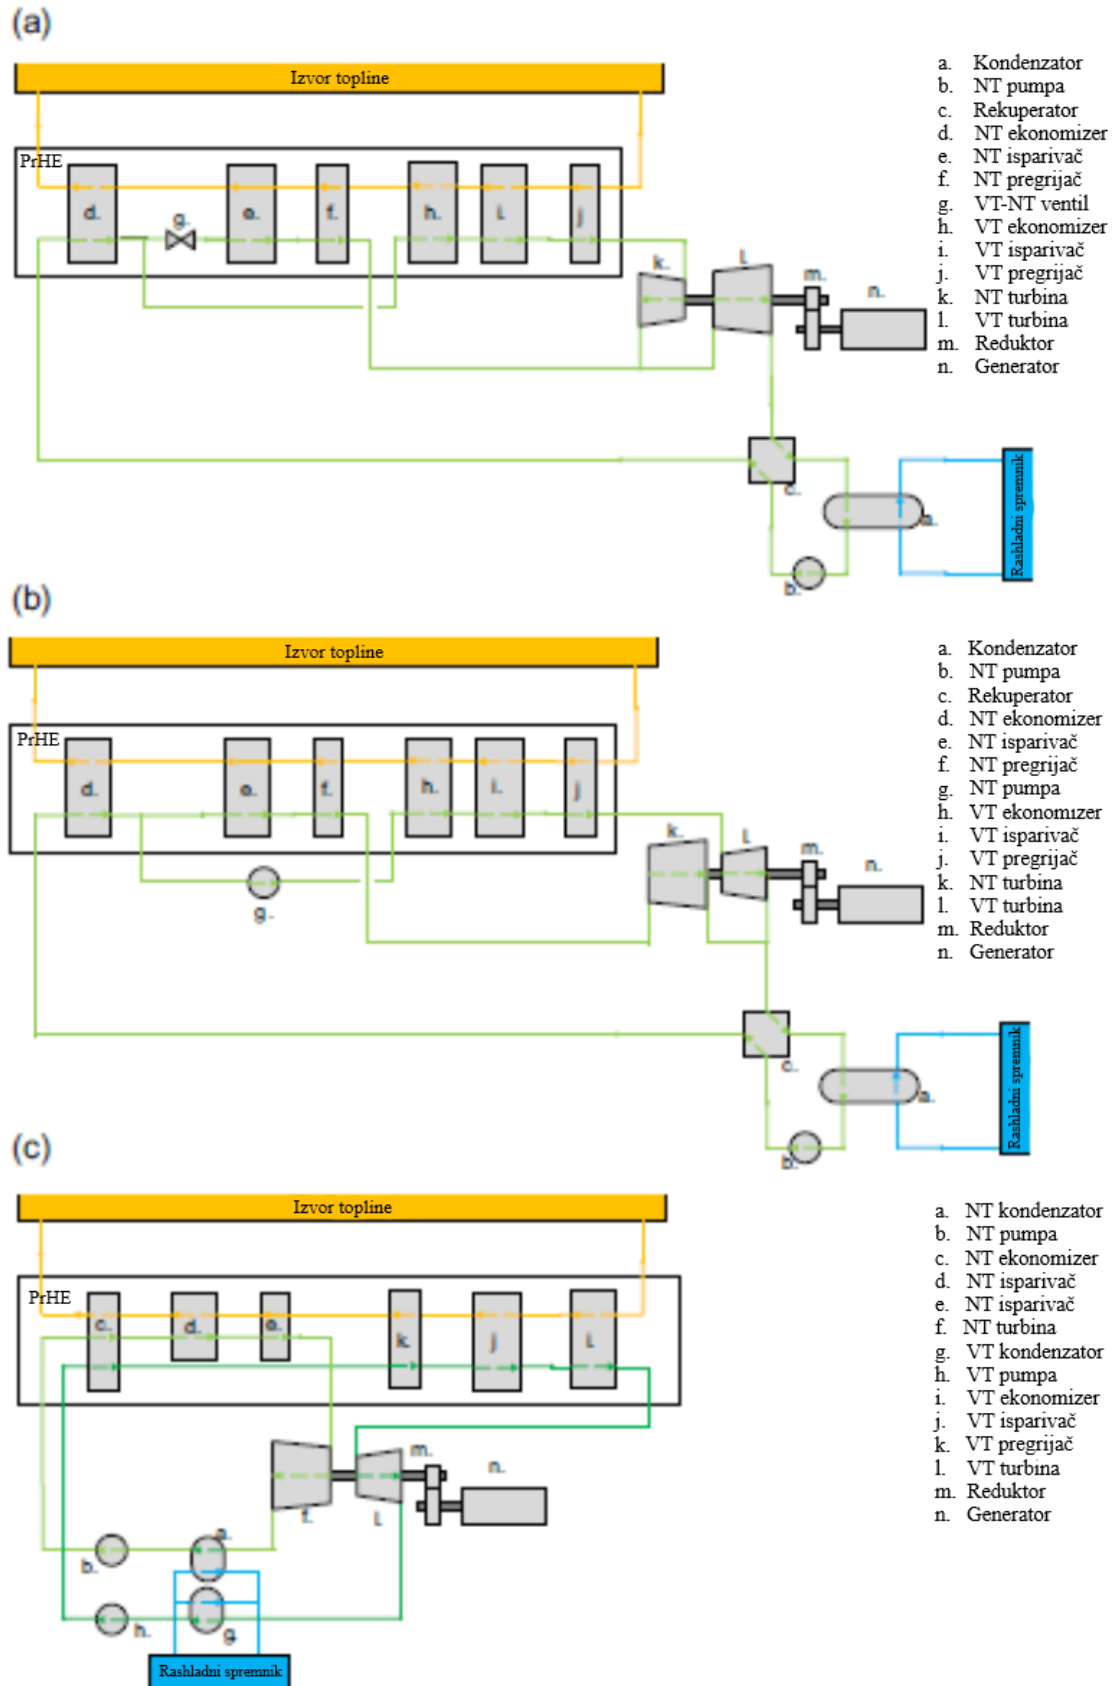 (a)
Izvor topline
PrHE
d.
g.
e.
f.
h.
i.
j
k.
l.
m.
n.
c.
a.
b.
Rashladni spremnik
a. Kondenzator
b. NT pumpa
c. Rekuperator
d. NT ekonomizer
e. NT isparivač
f. NT pregrijač
g. VT-NT ventil
h. VT ekonomizer
i. VT isparivač
j. VT pregrijač
k. NT turbina
l. VT turbina
m. Reduktor
n. Generator
(b)
Izvor topline
PrHE
d.
e.
f.
h.
i.
j
g.
k.
l.
m.
n.
c.
a.
b.
Rashladni spremnik
a. Kondenzator
b. NT pumpa
c. Rekuperator
d. NT ekonomizer
e. NT isparivač
f. NT pregrijač
g. NT pumpa
h. VT ekonomizer
i. VT isparivač
j. VT pregrijač
k. NT turbina
l. VT turbina
m. Reduktor
n. Generator
(c)
Izvor topline
PrHE
c.
d.
e.
k.
j
i.
f.
l.
m.
n.
a.
b.
h.
g.
Rashladni spremnik
a. NT kondenzator
b. NT pumpa
c. NT ekonomizer
d. NT isparivač
e. NT isparivač
f. NT turbina
g. VT kondenzator
h. VT pumpa
i. VT ekonomizer
j. VT isparivač
k. VT pregrijač
l. VT turbina
m. Reduktor
n. Generator